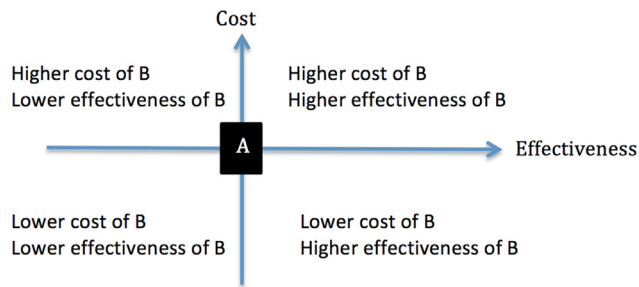 Cost
Higher cost of B
Lower effectiveness of B
Higher cost of B
Higher effectiveness of B
A
Effectiveness
Lower cost of B
Lower effectiveness of B
Lower cost of B
Higher effectiveness of B